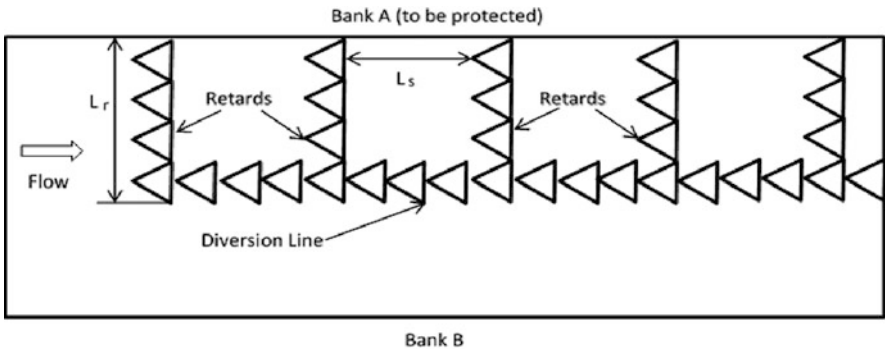 Bank A (to be protected)
L s
L r
Retards
Retards
Flow
Diversion Line
Bank B